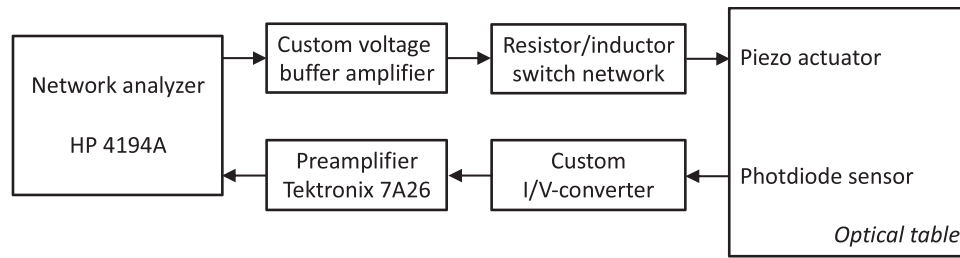 Network analyzer
HP 4194A
Custom voltage
buffer amplifier
Resistor/inductor
switch network
Piezo actuator
Preamplifier
Tektronix 7A26
Custom
I/V-converter
Photdiode sensor
Optical table